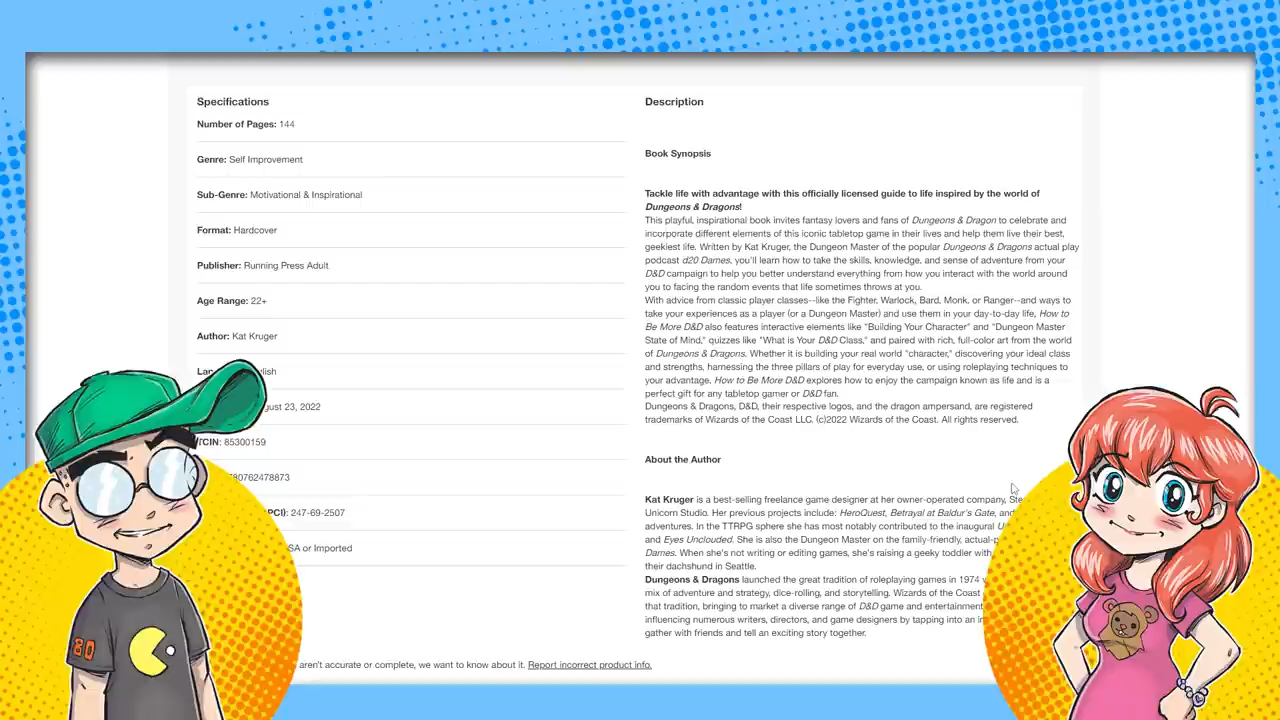 Specifications
Number of Pages: 144
Genre: Self Improvement
Sub-Genre: Motivational & Inspirational
Format: Hardcover
Publisher: Running Press Adult
Age Range: 22+
Author: Kat Kruger
gust 23, 2022
TCIN: 85300159
780762478873
PCI): 247-69-2507
SA or Imported
aren't accurate or complete, we want to know about it. Report incorrect product info.
Description
Book Synopsis
Tackle life with advantage with this officially licensed guide to life inspired by the world of
Dungeons & Dragons!
This playful, inspirational book invites fantasy lovers and fans of Dungeons & Dragon to celebrate and
incorporate different elements of this iconic tabletop game in their lives and help them live their best,
geekiest life. Written by Kat Kruger, the Dungeon Master of the popular Dungeons & Dragons actual play
podcast d20 Dames, you'll learn how to take the skills, knowledge, and sense of adventure from your
D&D campaign to help you better understand everything from how you interact with the world around
you to facing the random events that life sometimes throws at you.
With advice from classic player classes--like the Fighter, Warlock, Bard, Monk, or Ranger--and ways to
take your experiences as a player (or a Dungeon Master) and use them in your day-to-day life, How to
Be More D&D also features interactive elements like "Building Your Character" and "Dungeon Master
State of Mind," quizzes like "What is Your D&D Class," and paired with rich, full-color art from the world
of Dungeons & Dragons. Whether it is building your real world "character," discovering your ideal class
and strengths, harnessing the three pillars of play for everyday use, or using roleplaying techniques to
your advantage, How to Be More D&D explores how to enjoy the campaign known as life and is a
perfect gift for any tabletop gamer or D&D fan.
Dungeons & Dragons, D&D, their respective logos, and the dragon ampersand, are registered
trademarks of Wizards of the Coast LLC. (c)2022 Wizards of the Coast. All rights reserved.
About the Author
Kat Kruger is a best-selling freelance game designer at her owner-operated company, Ste
Unicorn Studio. Her previous projects include: HeroQuest, Betrayal at Baldur's Gate, and
adventures. In the TTRPG sphere she has most notably contributed to the inaugural
and Eyes Unclouded. She is also the Dungeon Master on the family-friendly, actual-p
Dames. When she's not writing or editing games, she's raising a geeky toddler with
their dachshund in Seattle.
Dungeons & Dragons launched the great tradition of roleplaying games in 1974
mix of adventure and strategy, dice-rolling, and storytelling. Wizards of the Coast
that tradition, bringing to market a diverse range of D&D game and entertainment
influencing numerous writers, directors, and game designers by tapping into an
gather with friends and tell an exciting story together.
80